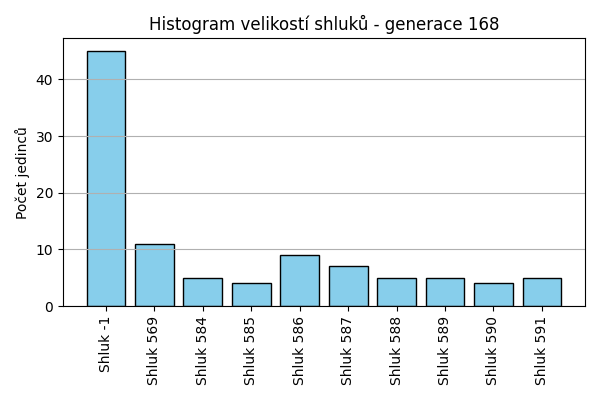 Histogram velikostí shluků - generace 168
Počet jedinců
40
30
20
10
0
Shluk -1
Shluk 569
Shluk 584
Shluk 585
Shluk 586
Shluk 587
Shluk 588
Shluk 589
Shluk 590
Shluk 591